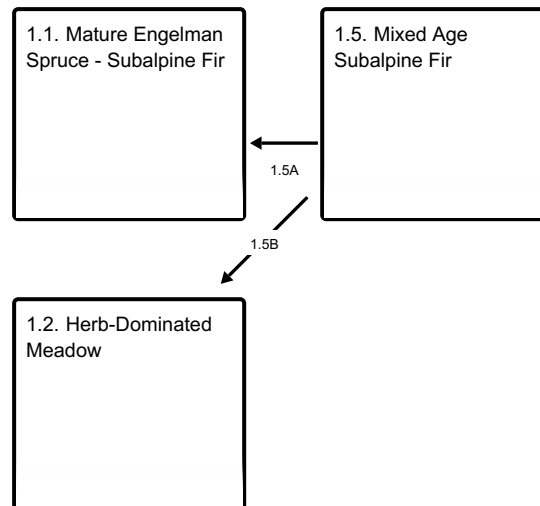 1.1. Mature Engelman
Spruce - Subalpine Fir
1.5. Mixed Age
Subalpine Fir
1.5A
1.5B
1.2. Herb-Dominated
Meadow